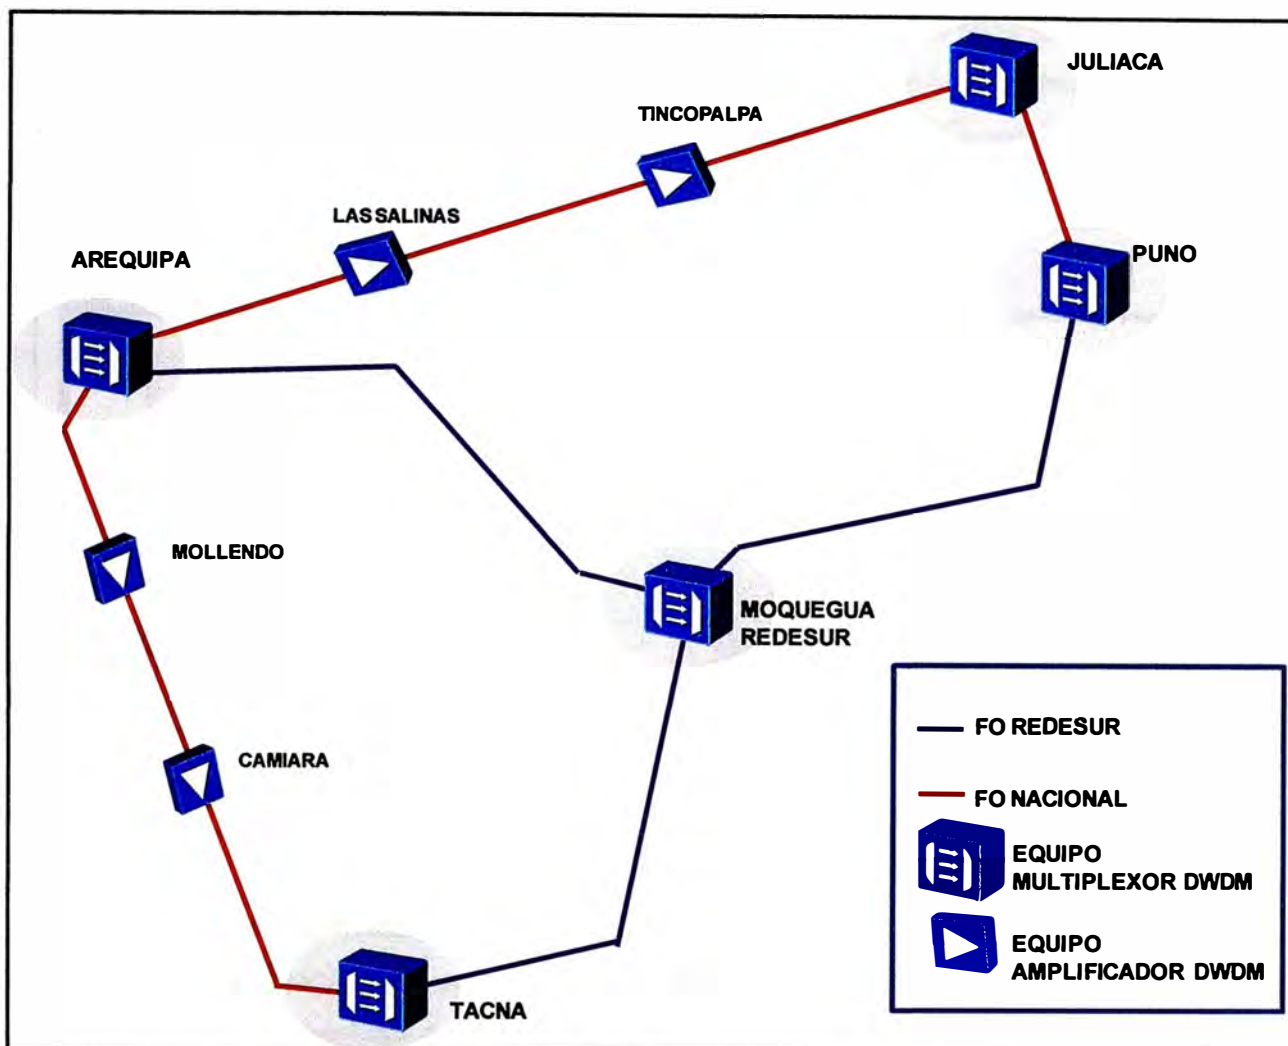 JULIACA
TINCOPALPA
LAS SALINAS
AREQUIPA
PUNO
MOLLENDO
MOQUEGUA
REDESUR
CAMIARA
TACNA
FO REDESUR
FO NACIONAL
EQUIPO
MULTIPLEXOR DWDM
EQUIPO
AMPLIFICADOR DWDM